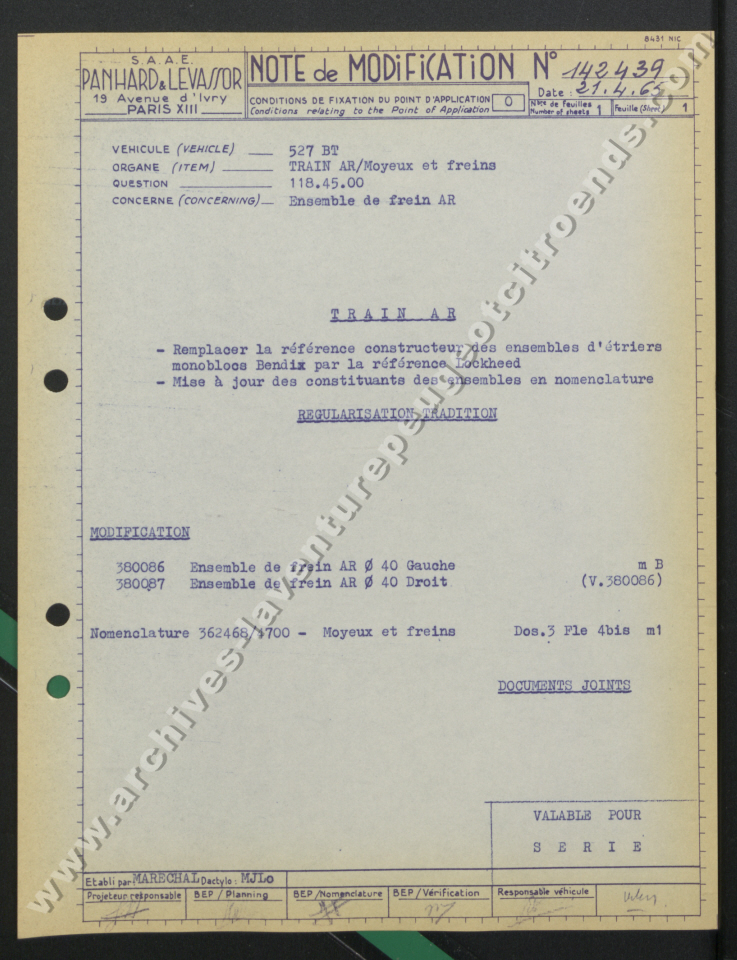 8431 NIC
S.A.A.E.
PANHARD & LEVASSOR
19 Avenue d'Ivry
PARIS XIII
NOTE de MODIFICATION N° 142439
Date: 21.4.65
CONDITIONS DE FIXATION DU POINT D'APPLICATION 0
Conditions relating to the Point of Application
Nbre de feuilles
Number of sheets 1
Feuille (Sheet) 1
VEHICULE (VEHICLE) 527 BT
ORGANE (ITEM) TRAIN AR/Moyeux et freins
QUESTION 118.45.00
CONCERNE (CONCERNING) Ensemble de frein AR
TRAIN AR
- Remplacer la référence constructeur des ensembles d'étriers
monoblocs Bendix par la référence Lockheed
- Mise à jour des constituants des ensembles en nomenclature
REGULARISATION TRADITION
MODIFICATION
380086 Ensemble de frein AR Ø 40 Gauche m B
380087 Ensemble de frein AR Ø 40 Droit (V.380086)
Nomenclature 362468/1700 - Moyeux et freins Dos.3 Fle 4bis m1
DOCUMENTS JOINTS
VALABLE POUR
SERIE
Etabli par: MARECHAL Dactylo: MJLo
Projeteur responsable
BEP / Planning
BEP / Nomenclature
BEP / Vérification
Responsable véhicule
www.archives-laventurepeugeotcitroends.com